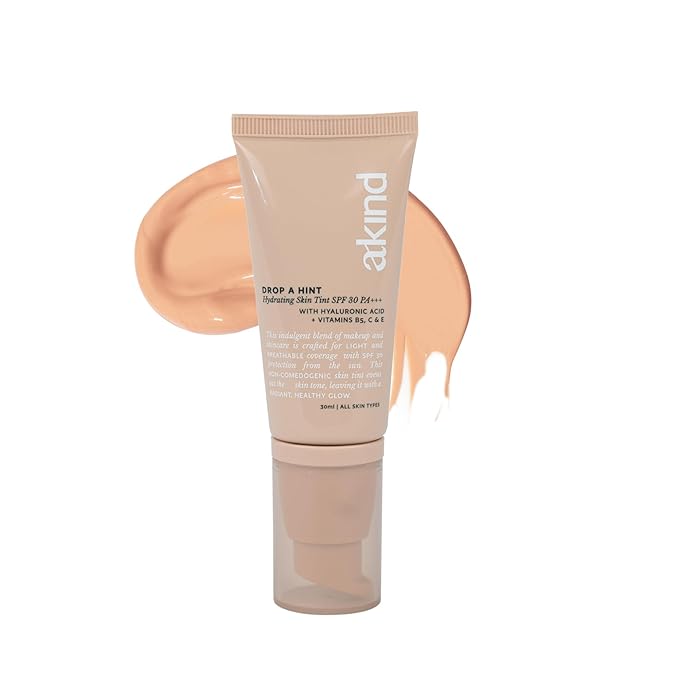 akind
DROP A HINT
Hydrating Skin Tint SPF 30 PA+++
WITH HYALURONIC ACID
+ VITAMINS B5, C & E
This indulgent blend of makeup and
skincare is crafted for LIGHT and
BREATHABLE coverage with SPF 30
protection from the sun. This
NON-COMEDOGENIC skin tint evens
out the skin tone, leaving it with a
RADIANT, HEALTHY GLOW.
30ml | ALL SKIN TYPES